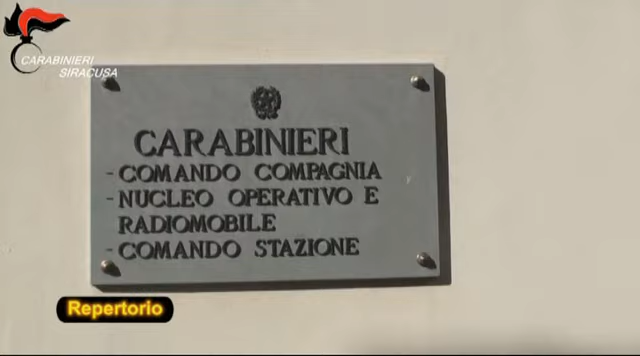 CARABINIERI
SIRACUSA
CARABINIERI
- COMANDO COMPAGNIA
- NUCLEO OPERATIVO E
RADIOMOBILE
- COMANDO STAZIONE
Repertorio